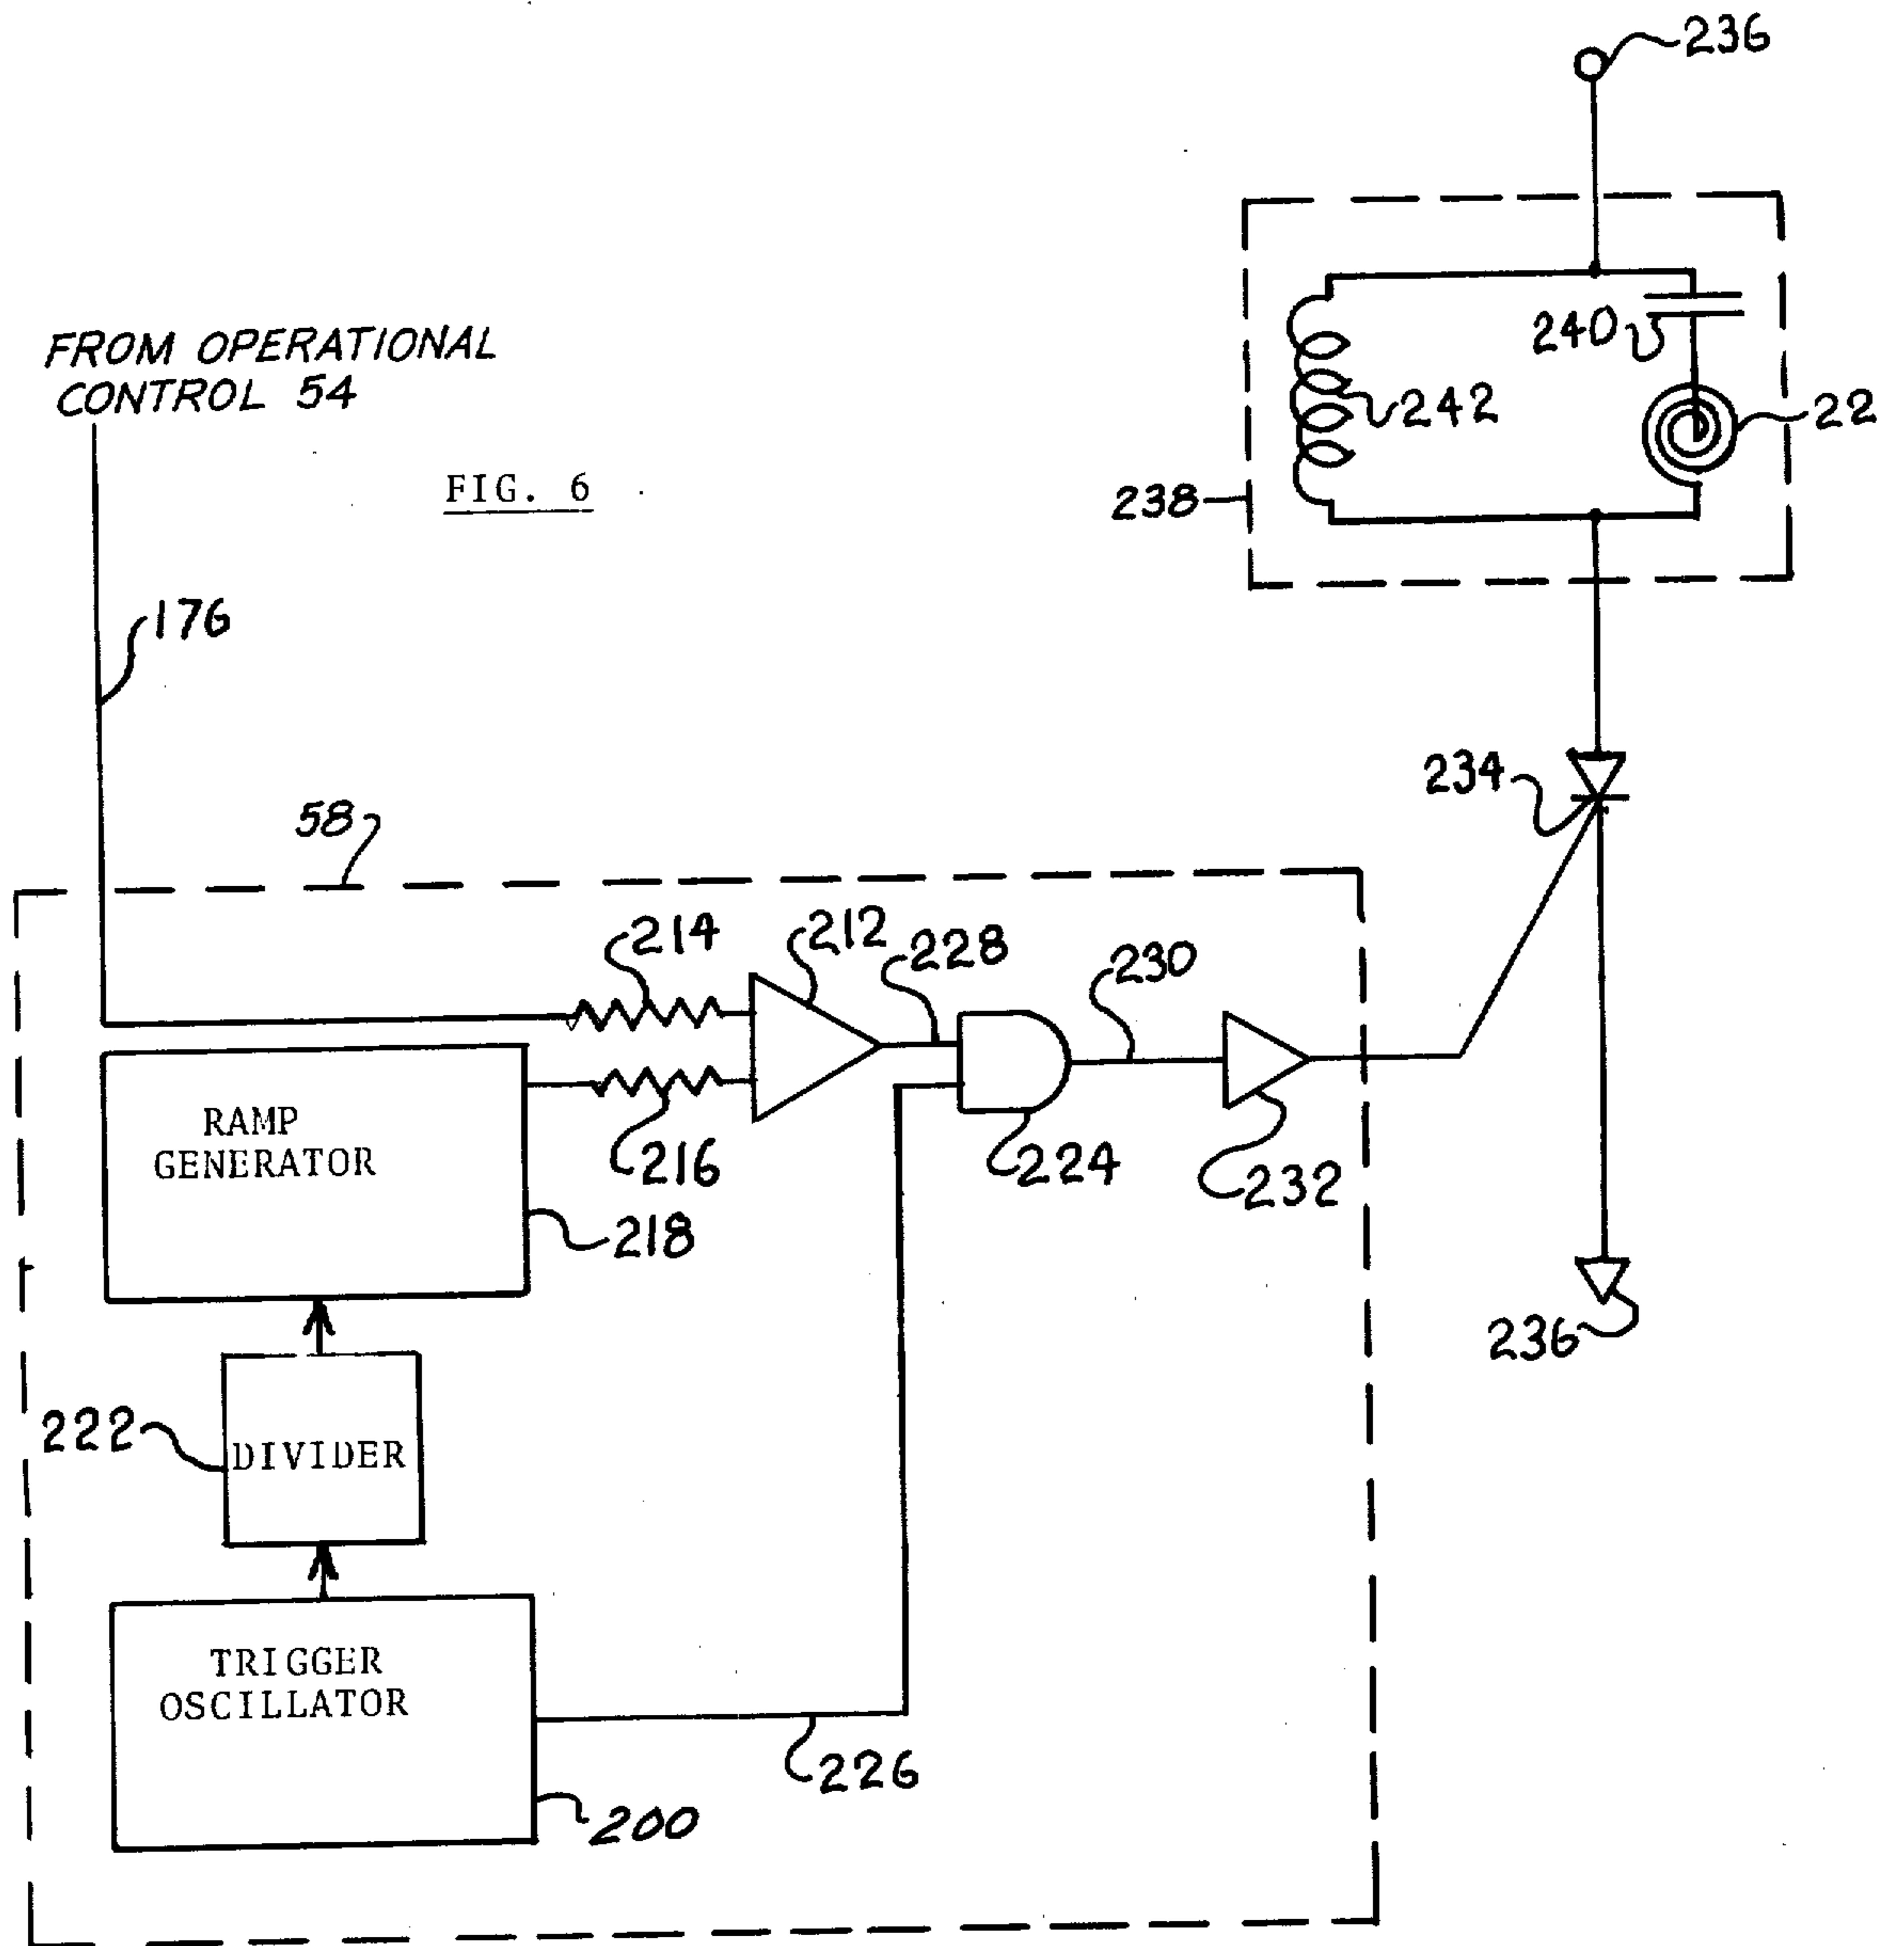 236
240
242
22
238
FROM OPERATIONAL
CONTROL 54
FIG. 6
176
234
58
214
212
228
230
RAMP
GENERATOR
216
224
232
218
236
222
DIVIDER
TRIGGER
OSCILLATOR
226
200